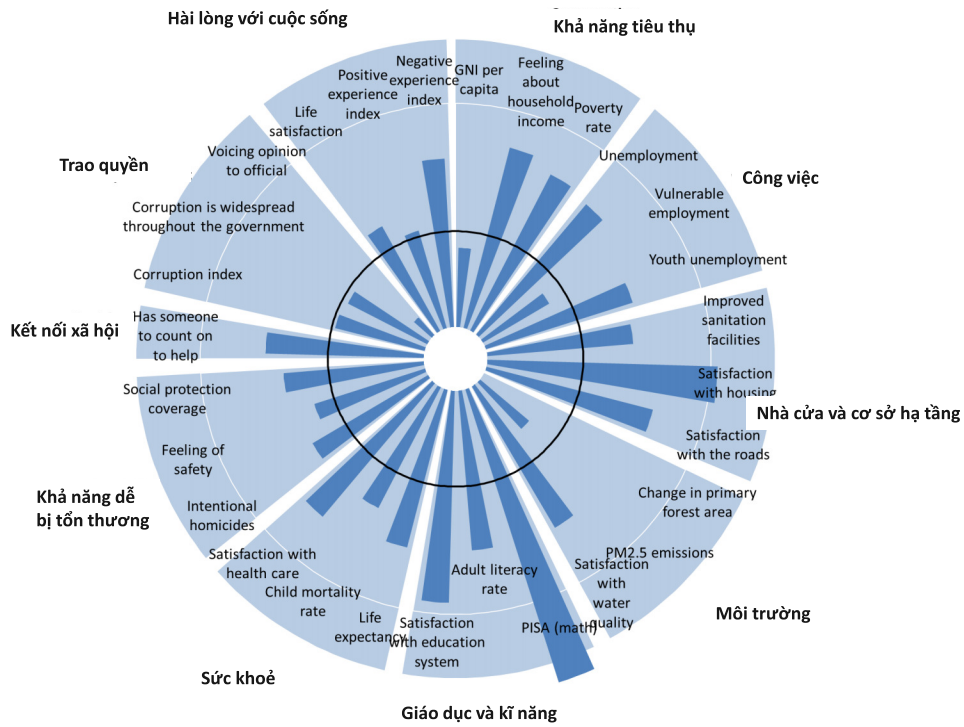 Hài lòng với cuộc sống
Khả năng tiêu thụ
Negative
experience
index
Positive
experience
index
Life
satisfaction
GNI per
capita
Feeling
about
household
income
Poverty
rate
Trao quyền
Voicing opinion
to official
Corruption is widespread
throughout the government
Corruption index
Công việc
Unemployment
Vulnerable
employment
Youth unemployment
Kết nối xã hội
Has someone
to count on
to help
Improved
sanitation
facilities
Satisfaction
with housing
Satisfaction
with the roads
Nhà cửa và cơ sở hạ tầng
Social protection
coverage
Feeling of
safety
Intentional
homicides
Khả năng dễ
bị tổn thương
Change in primary
forest area
PM2.5 emissions
Satisfaction
with
water
quality
Môi trường
Satisfaction with
health care
Child mortality
rate
Life
expectancy
Sức khoẻ
Adult literacy
rate
PISA (math)
Satisfaction
with education
system
Giáo dục và kĩ năng